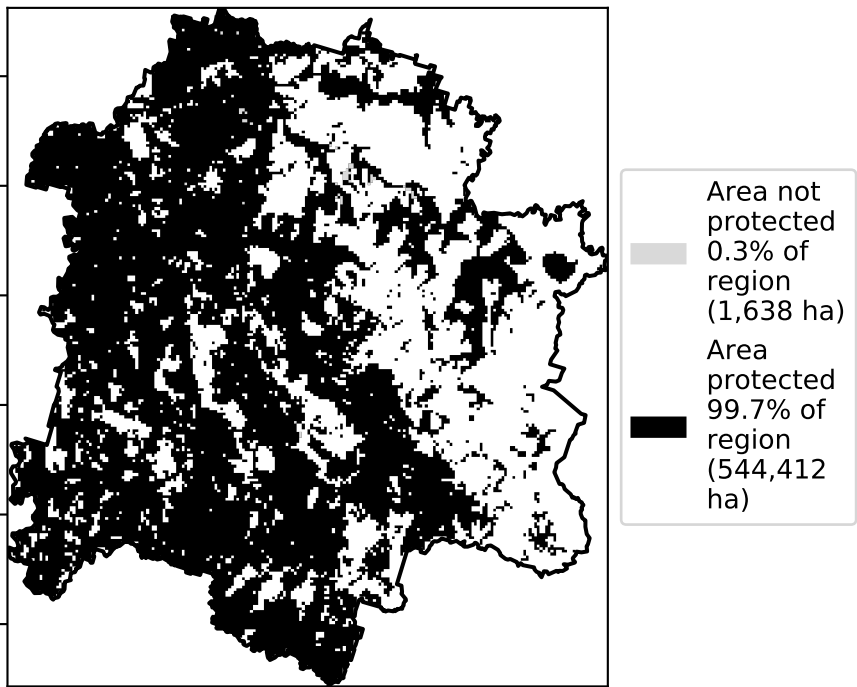 Area not
protected
0.3% of
region
(1,638 ha)
Area
protected
99.7% of
region
(544,412
ha)